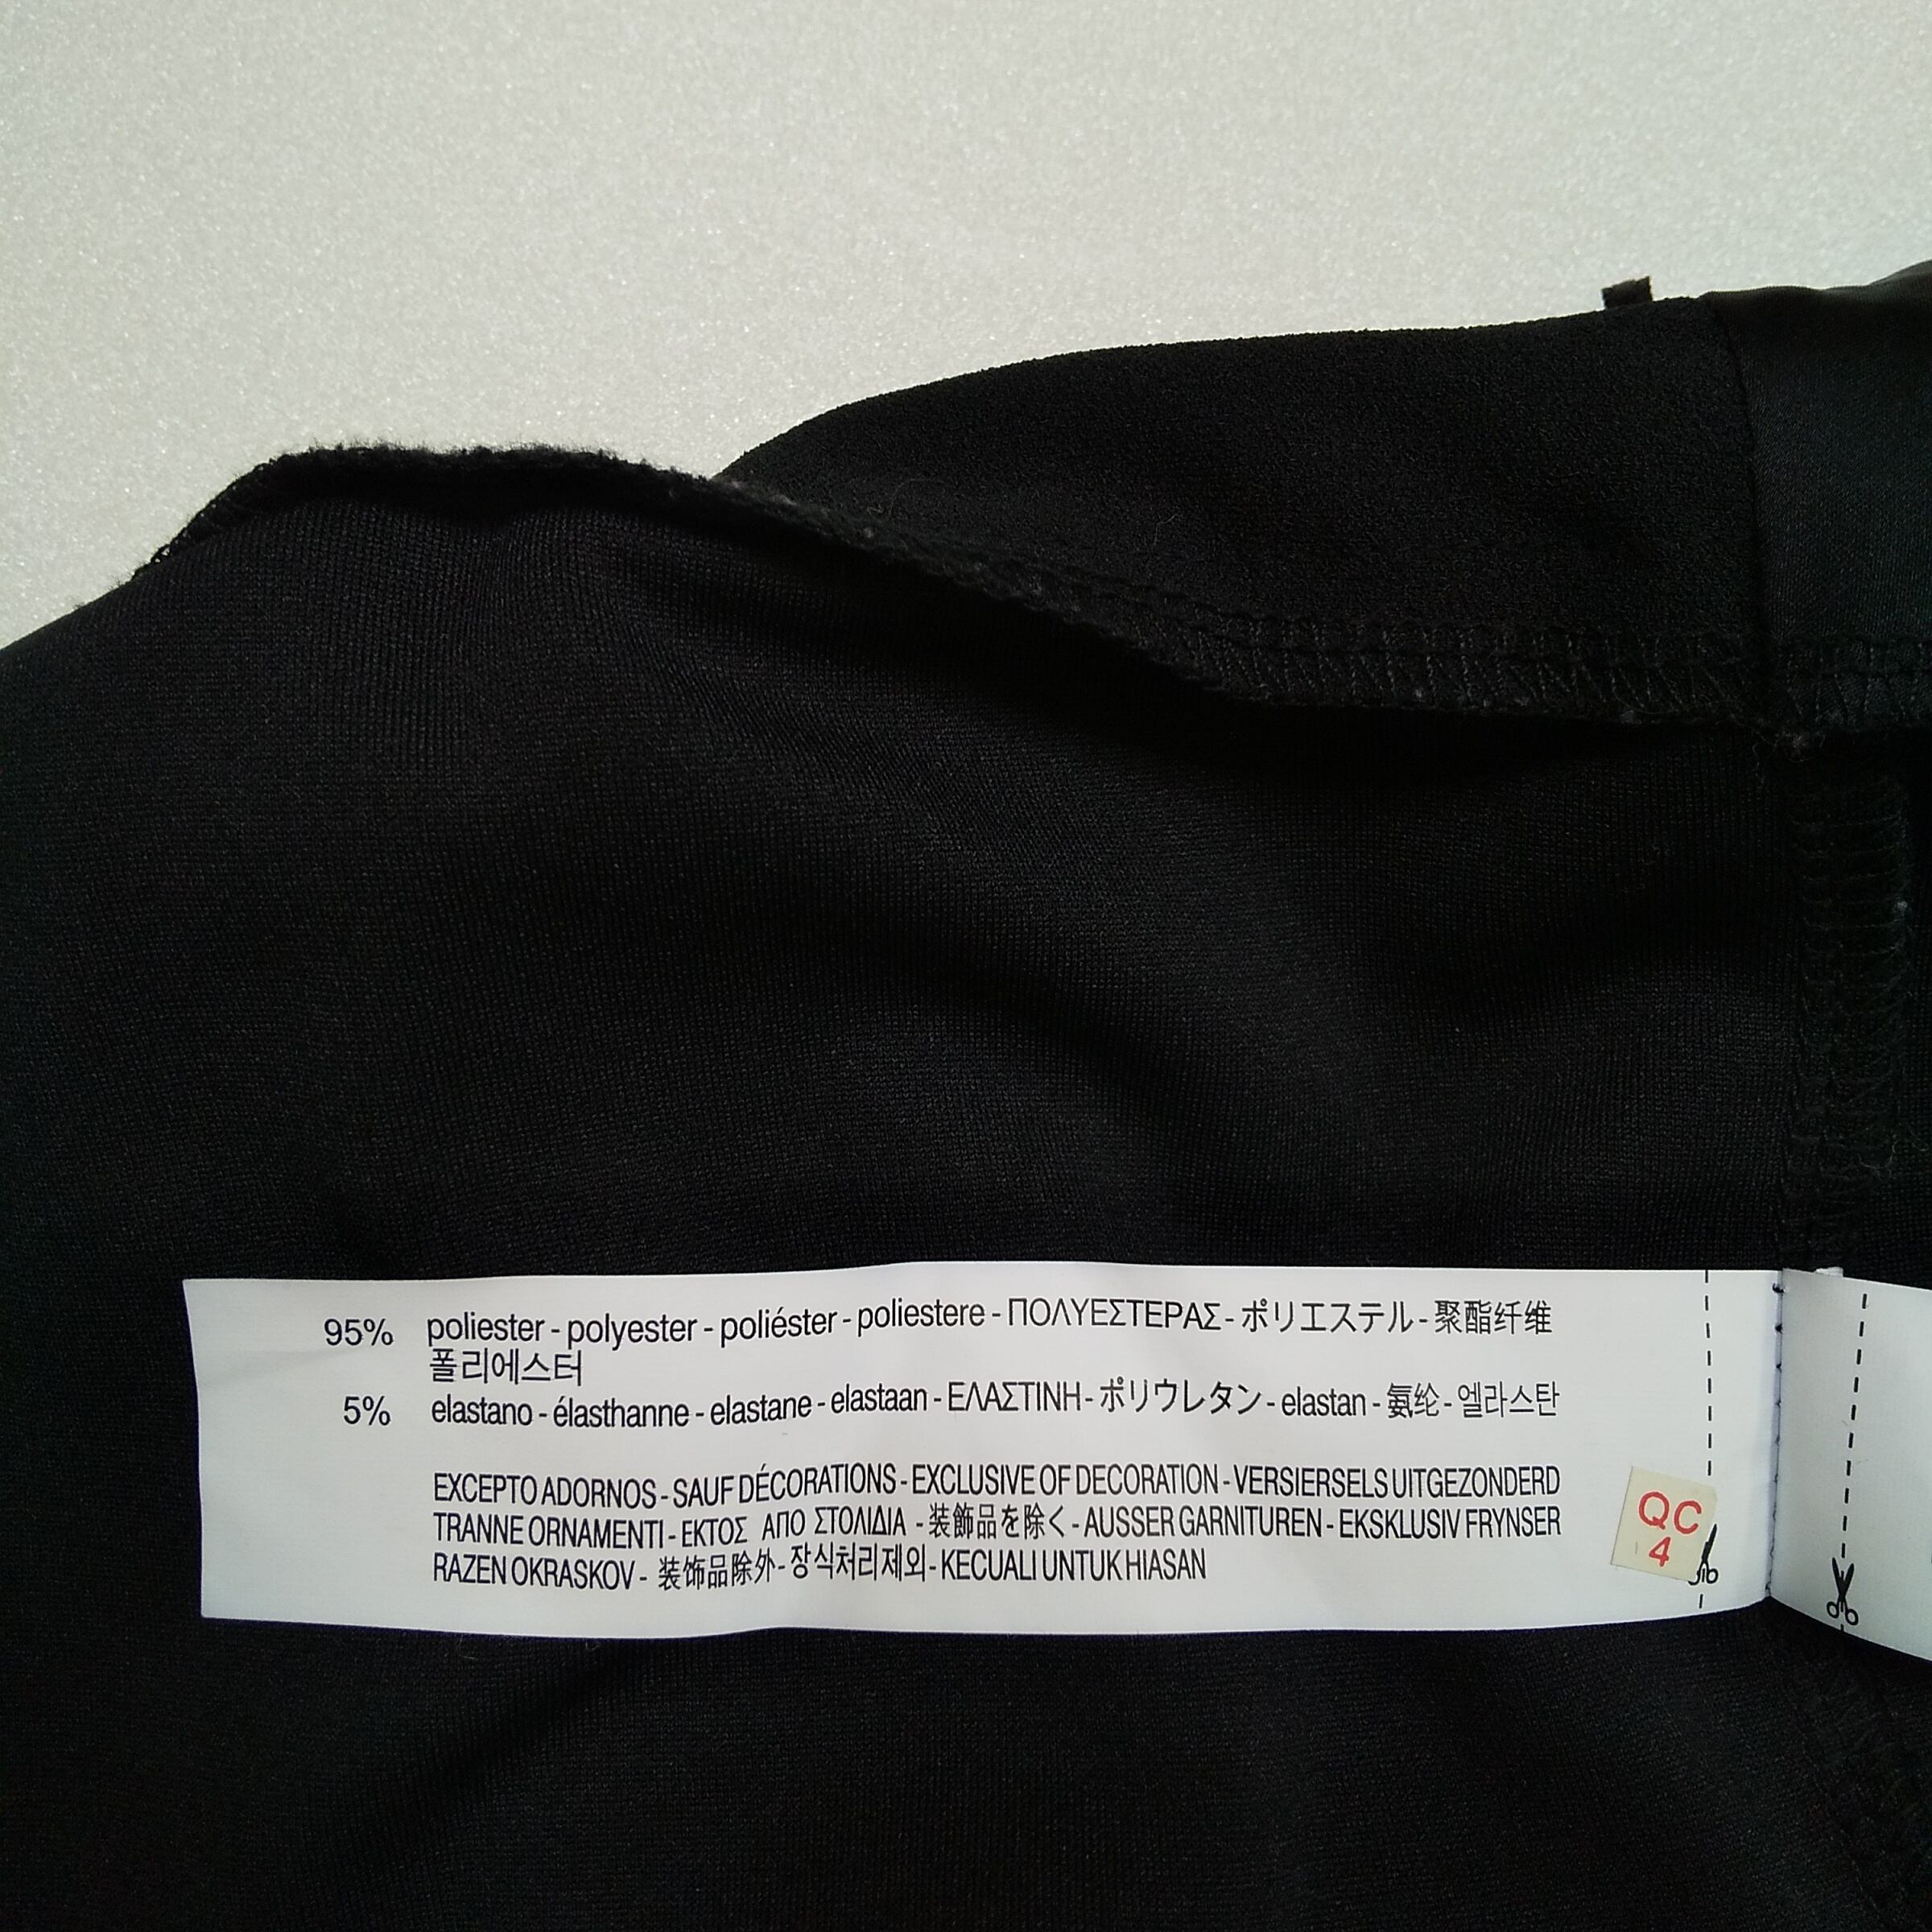 95% poliester - polyester - poliéster - poliestere - ΠΟΛΥΕΣΤΕΡΑΣ - ポリエステル - 聚酯纤维
폴리에스터
5% elastano - élasthanne - elastane - elastaan - ΕΛΑΣΤΙΝΗ - ポリウレタン - elastan - 氨纶 - 엘라스탄
EXCEPTO ADORNOS - SAUF DÉCORATIONS - EXCLUSIVE OF DECORATION - VERSIERSELS UITGEZONDERD
TRANNE ORNAMENTI - ΕΚΤΟΣ ΑΠΟ ΣΤΟΛΙΔΙΑ - 装飾品を除く - AUSSER GARNITUREN - EKSKLUSIV FRYNSER
RAZEN OKRASKOV - 装饰品除外 - 장식처리제외 - KECUALI UNTUK HIASAN
QC
4